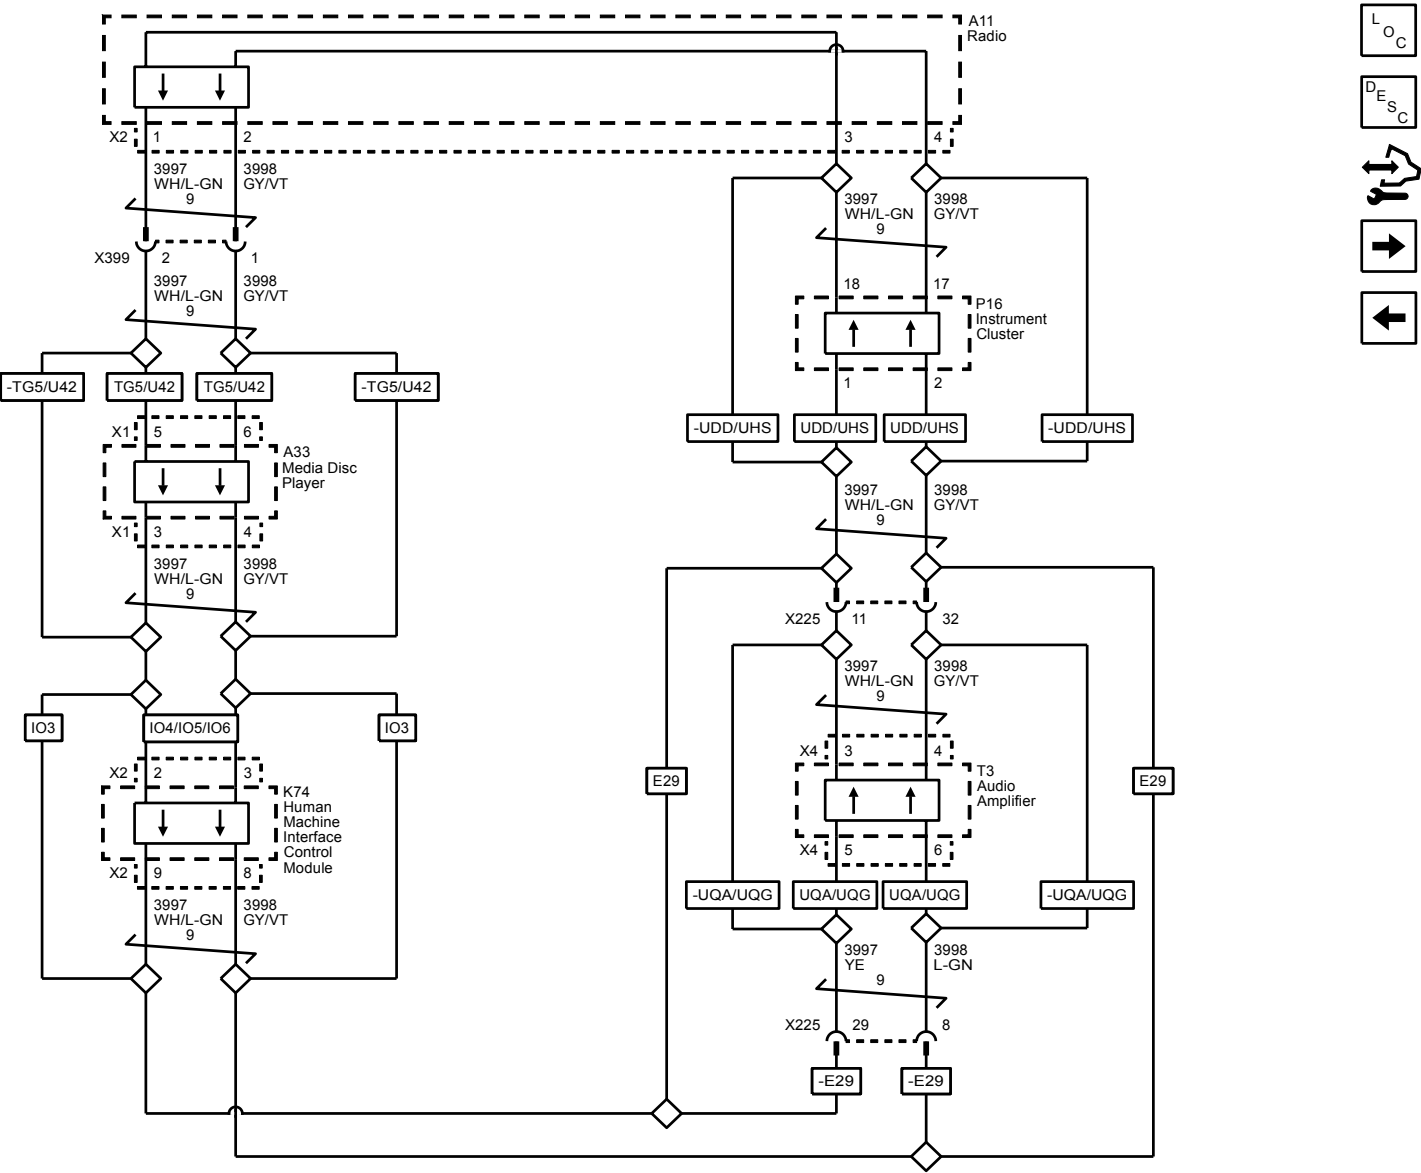 A11
Radio
X2 1 2 3 4
3997 3998
WH/L-GN GY/VT
9
X399 2 1
3997 3998
WH/L-GN GY/VT
9
-TG5/U42 TG5/U42 TG5/U42 -TG5/U42
X1 5 6
A33
Media Disc
Player
X1 3 4
3997 3998
WH/L-GN GY/VT
9
IO3 IO4/IO5/IO6 IO3
X2 2 3
K74
Human
Machine
Interface
Control
Module
X2 9 8
3997 3998
WH/L-GN GY/VT
9
3997 3998
WH/L-GN GY/VT
9
18 17
P16
Instrument
Cluster
1 2
-UDD/UHS UDD/UHS UDD/UHS -UDD/UHS
3997 3998
WH/L-GN GY/VT
9
X225 11 32
3997 3998
WH/L-GN GY/VT
9
X4 3 4
E29 E29
T3
Audio
Amplifier
X4 5 6
-UQA/UQG UQA/UQG UQA/UQG -UQA/UQG
3997 3998
YE L-GN
9
X225 29 8
-E29 -E29
LOC
DESC